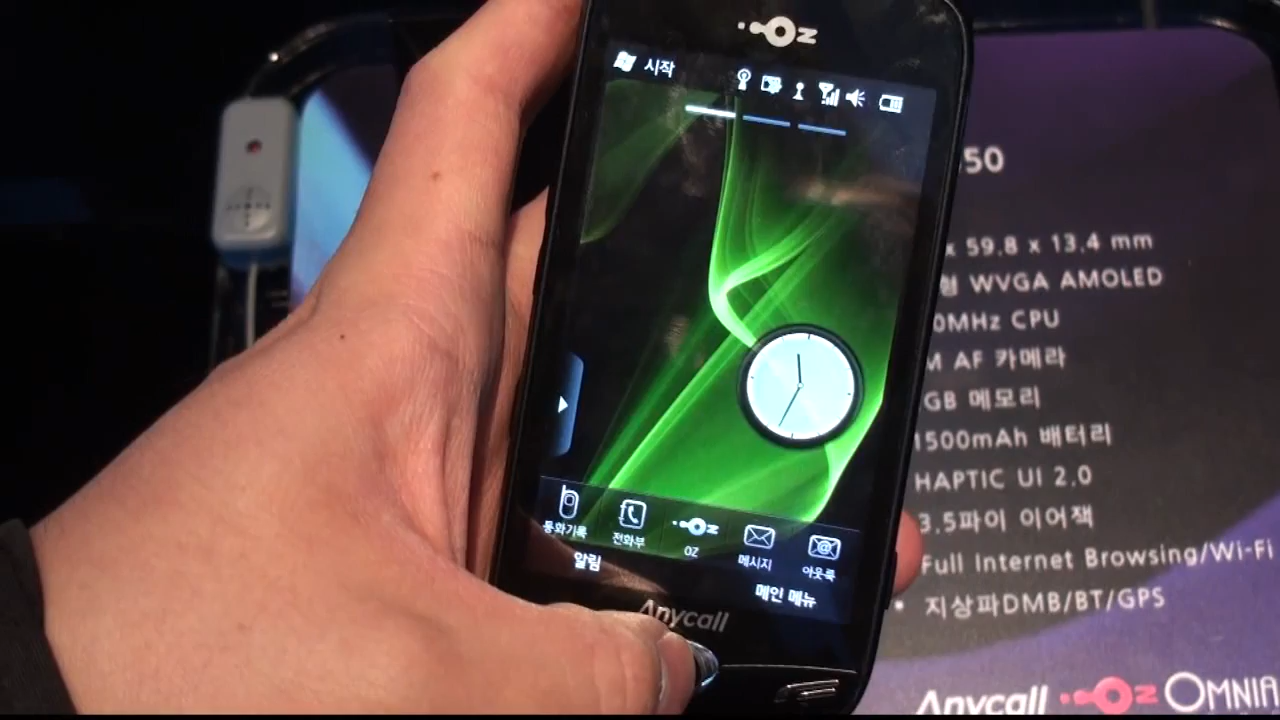 OZ
시작
통화기록
전화부
OZ
메시지
아웃룩
알림
메인 메뉴
Anycall
50
x 59.8 x 13.4 mm
형 WVGA AMOLED
0MHz CPU
M AF 카메라
GB 메모리
1500mAh 배터리
HAPTIC UI 2.0
3.5파이 이어잭
Full Internet Browsing/Wi-Fi
• 지상파DMB/BT/GPS
Anycall OZ OMNIA